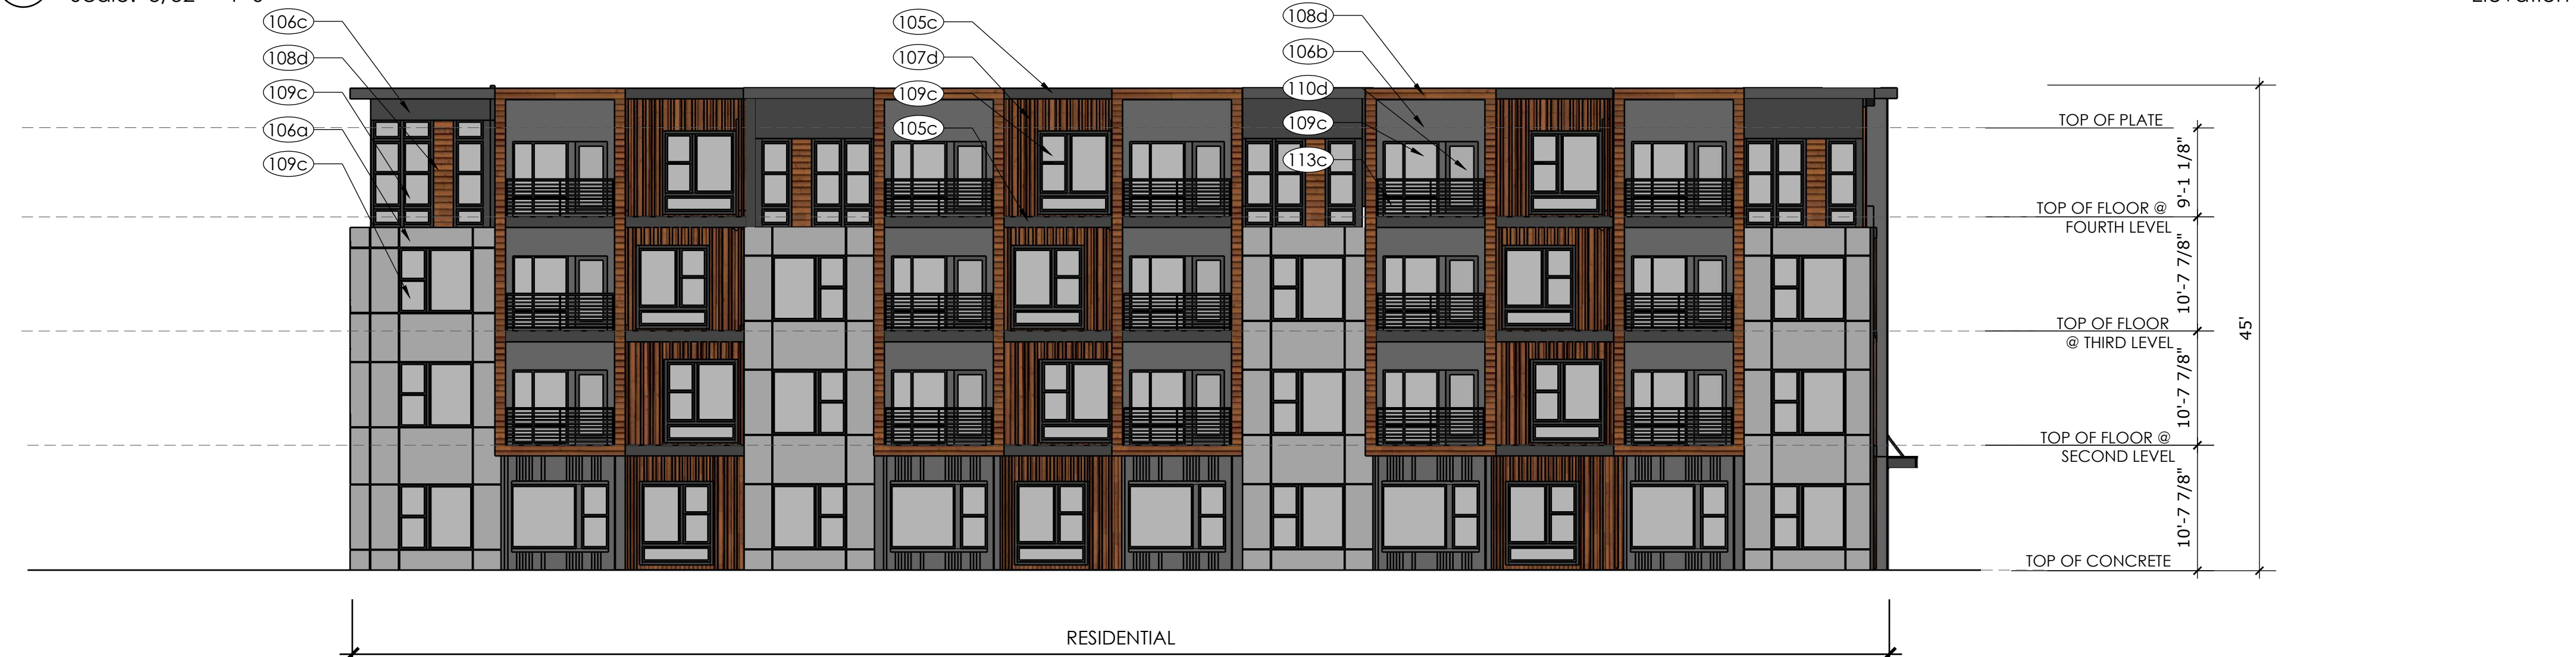 106c
108d
109c
106a
109c
105c
107d
109c
105c
108d
106b
110d
109c
113c
TOP OF PLATE
9'-1 1/8"
TOP OF FLOOR @
FOURTH LEVEL
10'-7 7/8"
TOP OF FLOOR
@ THIRD LEVEL
10'-7 7/8"
TOP OF FLOOR @
SECOND LEVEL
10'-7 7/8"
TOP OF CONCRETE
45'
RESIDENTIAL